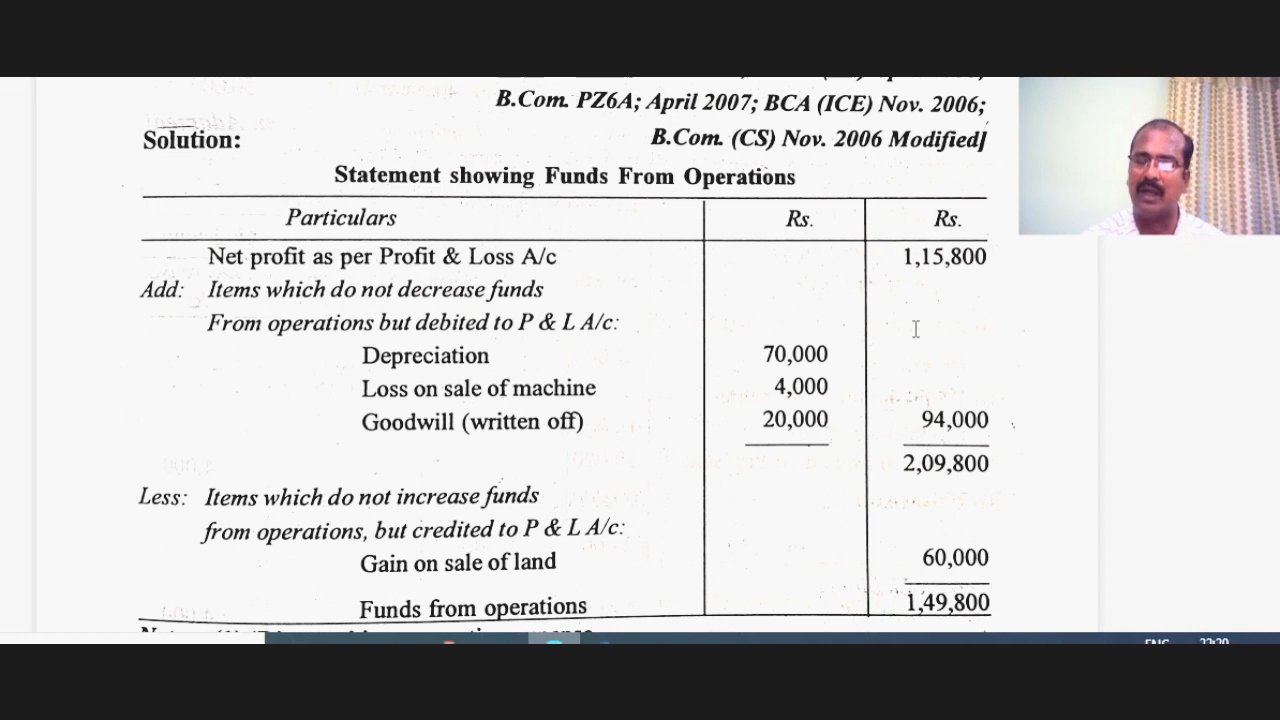 B.Com. PZ6A; April 2007; BCA (ICE) Nov. 2006;
Solution:
B.Com. (CS) Nov. 2006 Modified]
Statement showing Funds From Operations
Particulars Rs. Rs.
Net profit as per Profit & Loss A/c 1,15,800
Add: Items which do not decrease funds
From operations but debited to P & L A/c:
Depreciation 70,000
Loss on sale of machine 4,000
Goodwill (written off) 20,000 94,000
2,09,800
Less: Items which do not increase funds
from operations, but credited to P & L A/c:
Gain on sale of land 60,000
Funds from operations 1,49,800